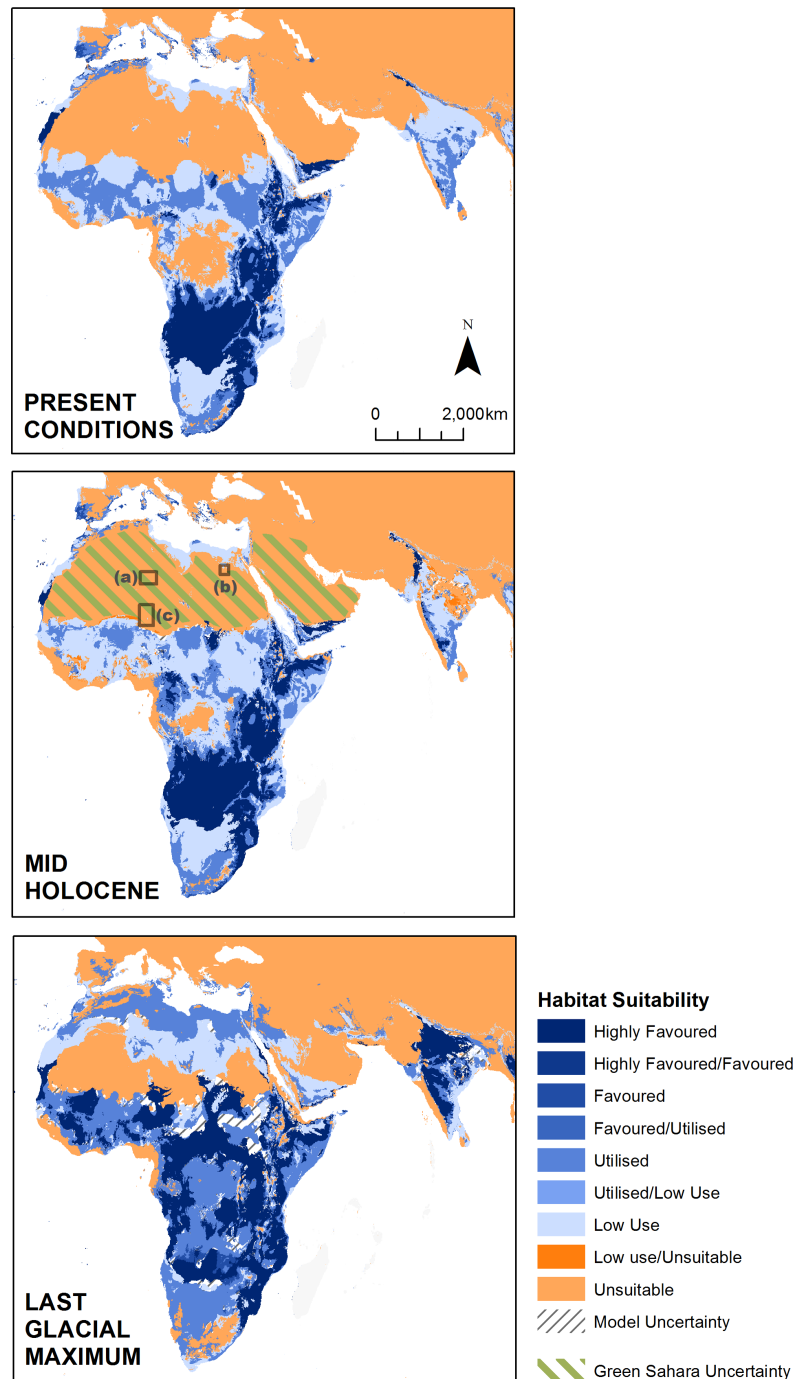 PRESENT
CONDITIONS
N
0 2,000km
(a)
(b)
(c)
MID
HOLOCENE
LAST
GLACIAL
MAXIMUM
Habitat Suitability
Highly Favoured
Highly Favoured/Favoured
Favoured
Favoured/Utilised
Utilised
Utilised/Low Use
Low Use
Low use/Unsuitable
Unsuitable
Model Uncertainty
Green Sahara Uncertainty